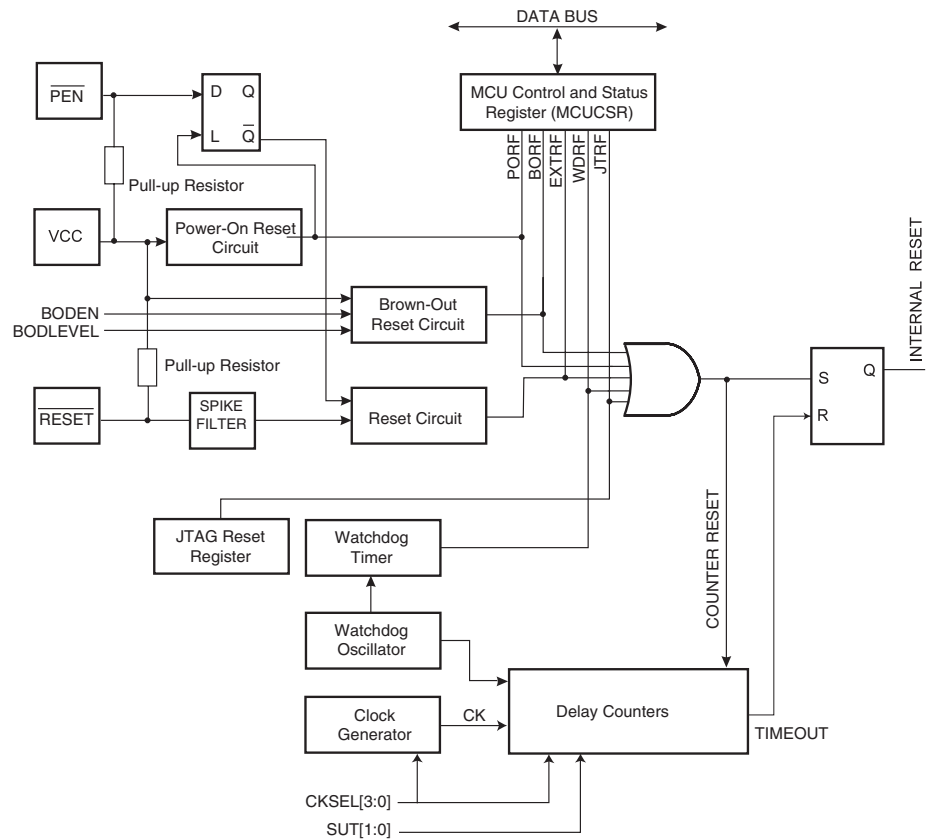 DATA BUS
PEN
D Q
L Q
MCU Control and Status
Register (MCUCSR)
PORF
BORF
EXTRF
WDRF
JTRF
Pull-up Resistor
VCC
Power-On Reset
Circuit
BODEN
BODLEVEL
Brown-Out
Reset Circuit
Pull-up Resistor
RESET
SPIKE
FILTER
Reset Circuit
S Q
R
INTERNAL RESET
JTAG Reset
Register
Watchdog
Timer
COUNTER RESET
Watchdog
Oscillator
Clock
Generator
CK
Delay Counters
TIMEOUT
CKSEL[3:0]
SUT[1:0]